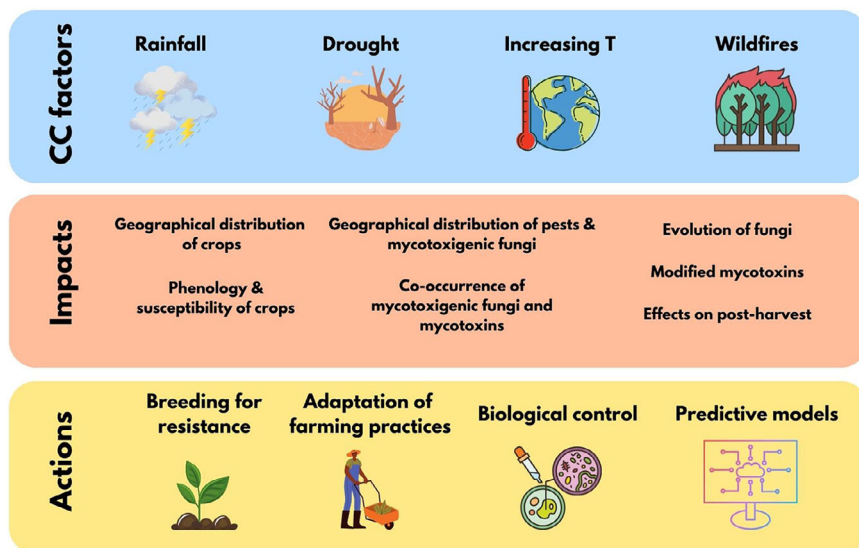 CC factors
Rainfall
Drought
Increasing T
Wildfires
Impacts
Geographical distribution
of crops
Phenology &
susceptibility of crops
Geographical distribution of pests &
mycotoxigenic fungi
Co-occurrence of
mycotoxigenic fungi and
mycotoxins
Evolution of fungi
Modified mycotoxins
Effects on post-harvest
Actions
Breeding for
resistance
Adaptation of
farming practices
Biological control
Predictive models